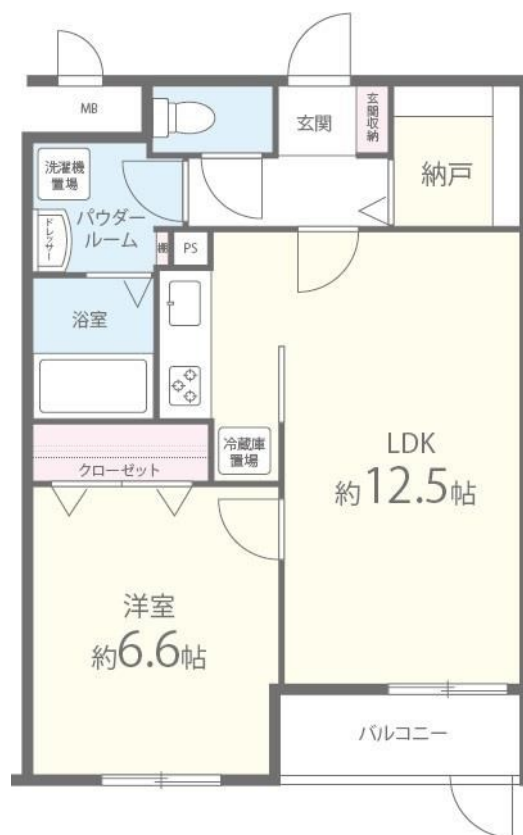 MB
玄関
玄関収納
納戸
洗濯機
置場
パウダー
ルーム
ドレッサー
棚
PS
浴室
冷蔵庫
置場
LDK
約12.5帖
クローゼット
洋室
約6.6帖
バルコニー